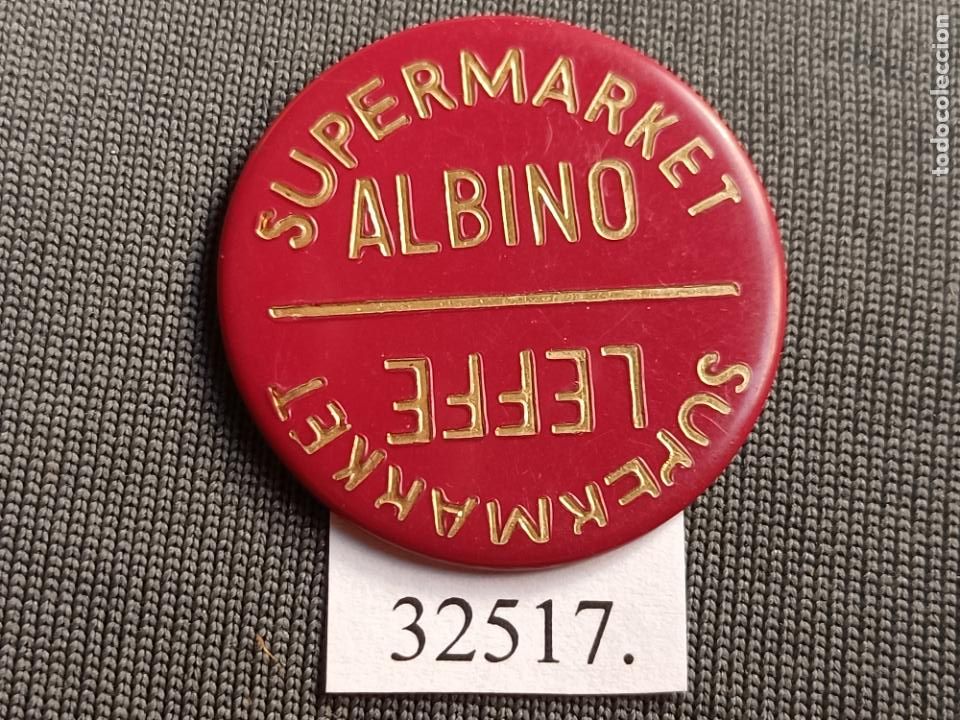 SUPERMARKET
ALBINO
LEFFE
SUPERMARKET
32517.
todocoleccion